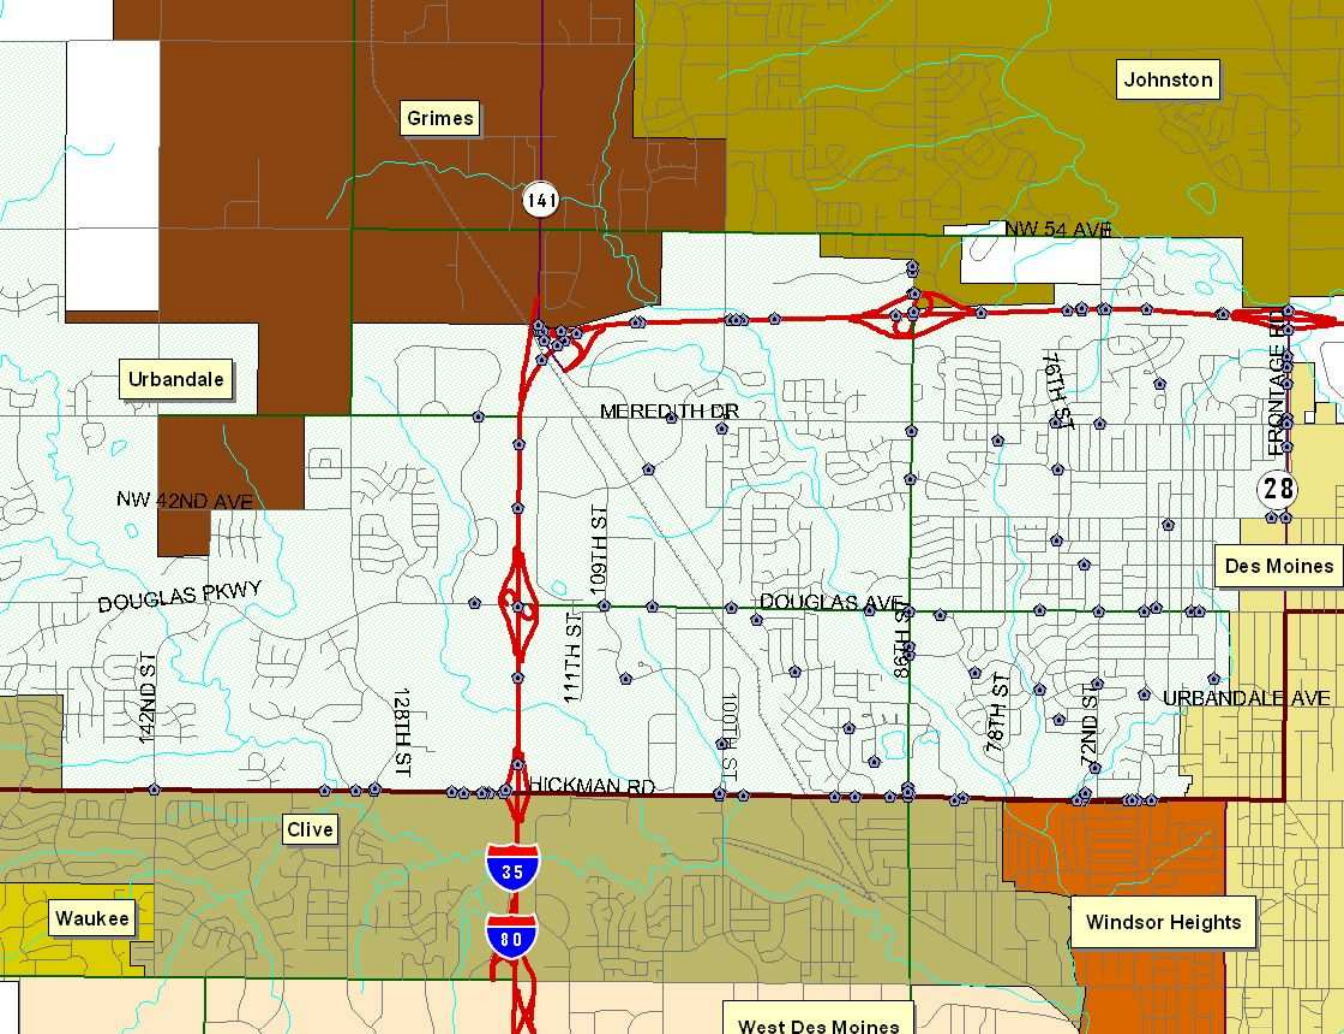 Johnston
Grimes
141
NW 54 AVE
Urbandale
76TH ST
FRONTAGE RD
MEREDITH DR
NW 42ND AVE
28
109TH ST
Des Moines
DOUGLAS PKWY
DOUGLAS AVE
86TH ST
111TH ST
142ND ST
128TH ST
100TH ST
78TH ST
72ND ST
URBANDALE AVE
HICKMAN RD
Clive
35
Waukee
80
Windsor Heights
West Des Moines